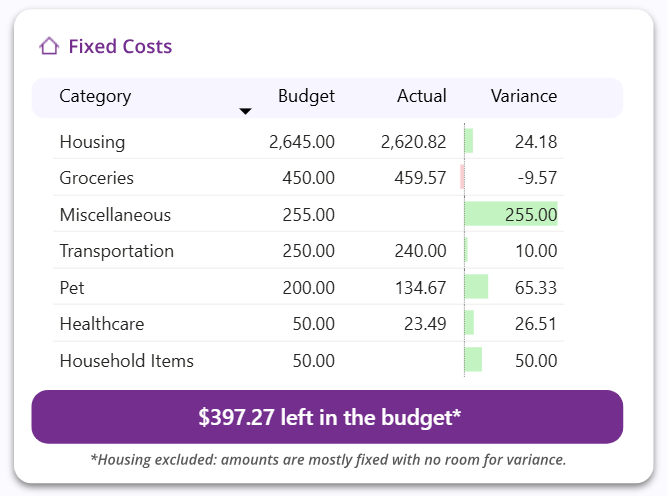 Fixed Costs
Category Budget Actual Variance
Housing 2,645.00 2,620.82 24.18
Groceries 450.00 459.57 -9.57
Miscellaneous 255.00 255.00
Transportation 250.00 240.00 10.00
Pet 200.00 134.67 65.33
Healthcare 50.00 23.49 26.51
Household Items 50.00 50.00
$397.27 left in the budget*
*Housing excluded: amounts are mostly fixed with no room for variance.